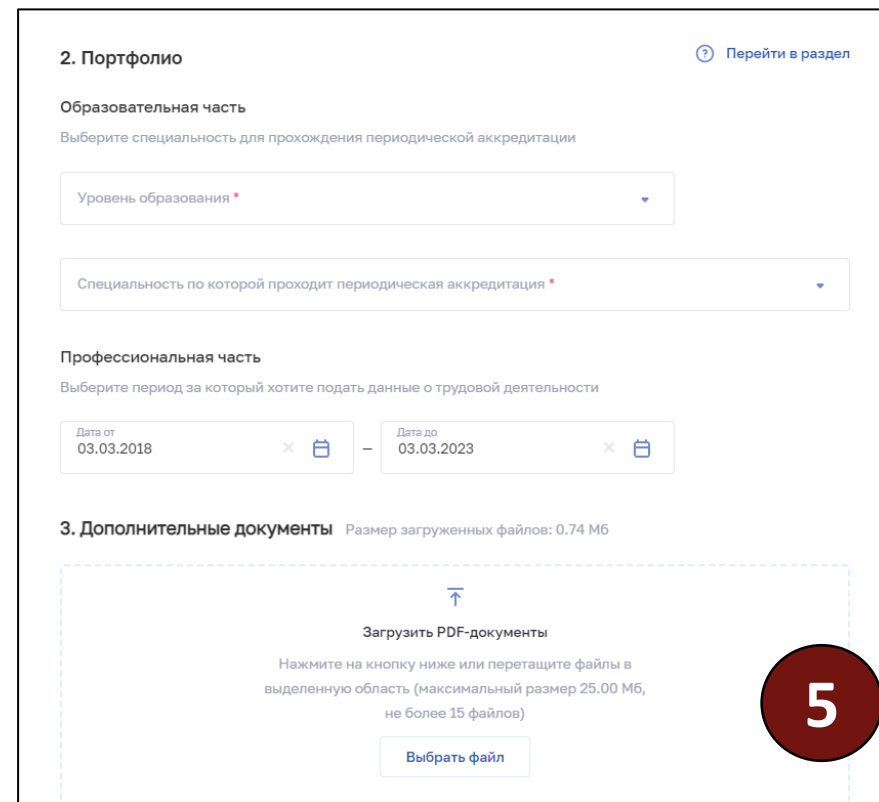 2. Портфолио
Перейти в раздел
Образовательная часть
Выберите специальность для прохождения периодической аккредитации
Уровень образования *
Специальность по которой проходит периодическая аккредитация *
Профессиональная часть
Выберите период за который хотите подать данные о трудовой деятельности
Дата от
03.03.2018
–
Дата до
03.03.2023
3. Дополнительные документы Размер загруженных файлов: 0.74 Мб
Загрузить PDF-документы
Нажмите на кнопку ниже или перетащите файлы в
выделенную область (максимальный размер 25.00 Мб,
не более 15 файлов)
Выбрать файл
5